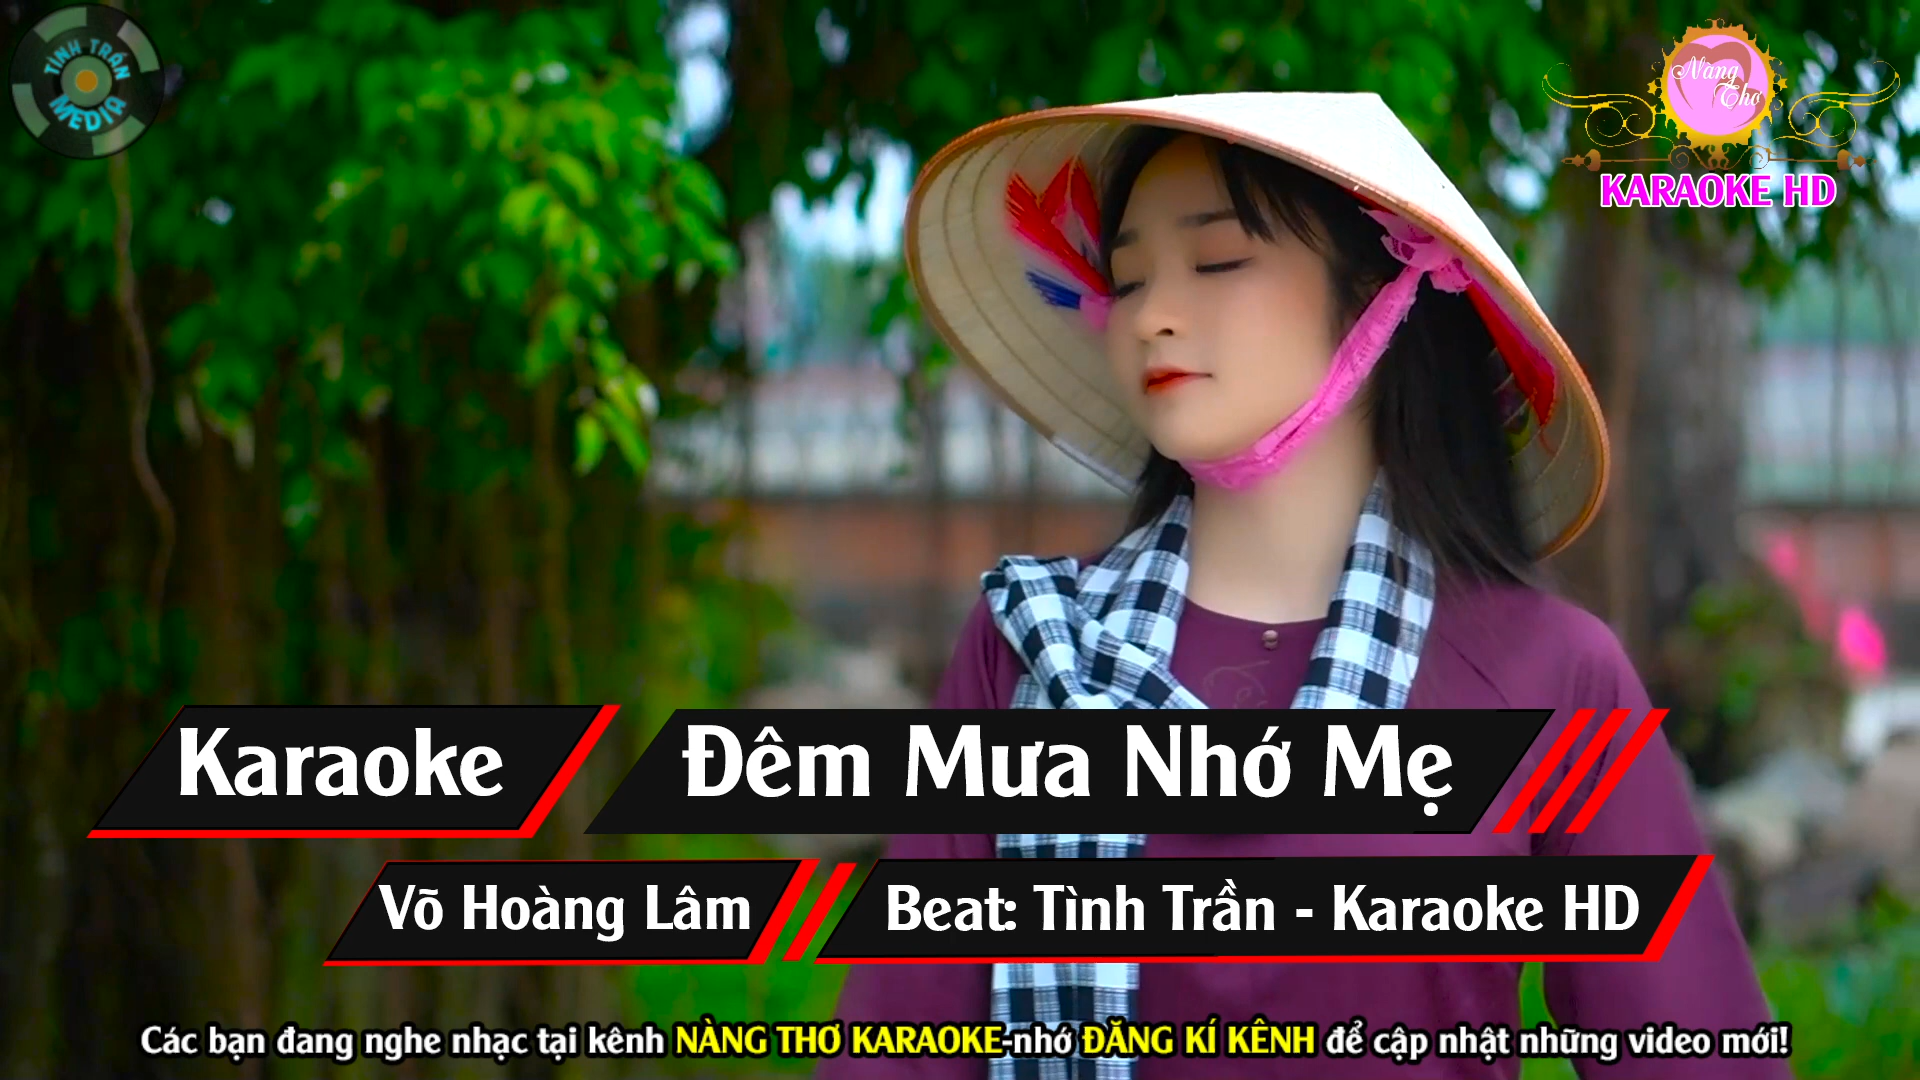 TÌNH TRẦN
MEDIA
Nàng
Thơ
KARAOKE HD
Karaoke
Đêm Mưa Nhớ Mẹ
Võ Hoàng Lâm
Beat: Tình Trần - Karaoke HD
Các bạn đang nghe nhạc tại kênh NÀNG THƠ KARAOKE-nhớ ĐĂNG KÍ KÊNH để cập nhật những video mới!